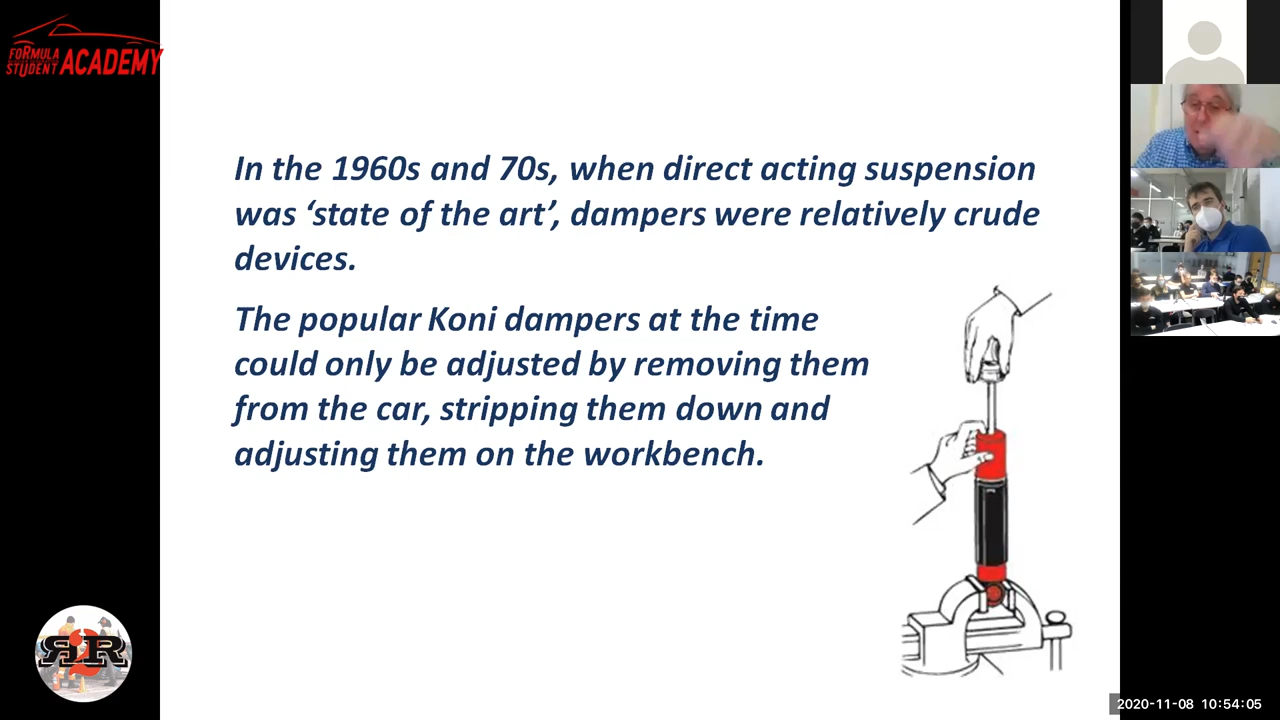 FORMULA
STUDENT ACADEMY
In the 1960s and 70s, when direct acting suspension
was ‘state of the art’, dampers were relatively crude
devices.
The popular Koni dampers at the time
could only be adjusted by removing them
from the car, stripping them down and
adjusting them on the workbench.
R2R
2020-11-08 10:54:05